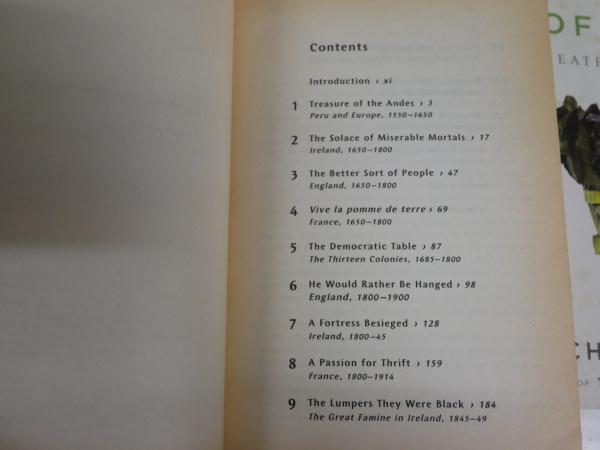 Contents
Introduction › xi
1 Treasure of the Andes › 3
Peru and Europe, 1550–1650
2 The Solace of Miserable Mortals › 17
Ireland, 1650–1800
3 The Better Sort of People › 47
England, 1650–1800
4 Vive la pomme de terre › 69
France, 1650–1800
5 The Democratic Table › 87
The Thirteen Colonies, 1685–1800
6 He Would Rather Be Hanged › 98
England, 1800–1900
7 A Fortress Besieged › 128
Ireland, 1800–45
8 A Passion for Thrift › 159
France, 1800–1914
9 The Lumpers They Were Black › 184
The Great Famine in Ireland, 1845–49
OF
EATE
CH
OF T